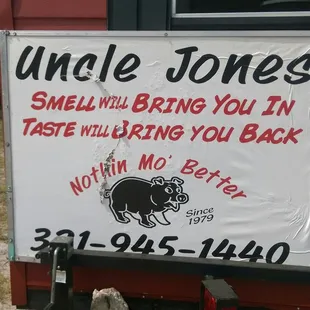 Uncle Jones
SMELL WILL BRING YOU IN
TASTE WILL BRING YOU BACK
Nothin Mo' Better
Since
1979
321-945-1440